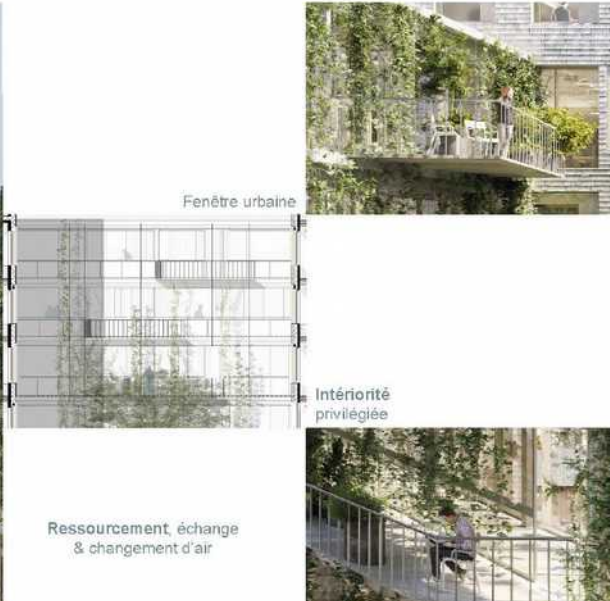 Fenêtre urbaine
Intériorité
privilégiée
Ressourcement, échange
& changement d'air